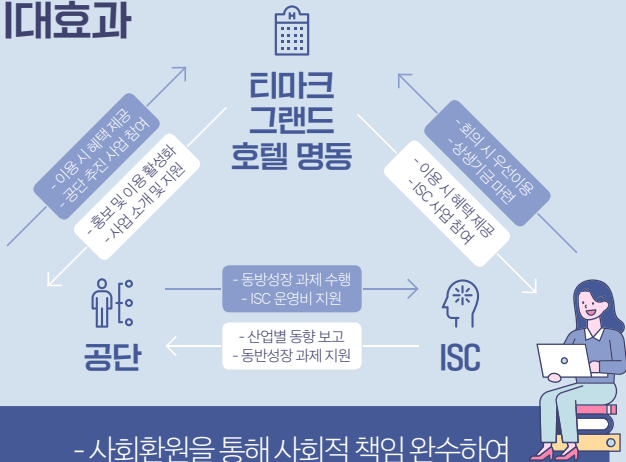 기대효과
H
티마크
그랜드
호텔 명동
- 이용 시 혜택 제공
- 공단 추진 사업 참여
- 홍보 및 이용 활성화
- 사업 소개 및 지원
- 회의 시 우선이용
- 상생기금 마련
- 이용 시 혜택 제공
- ISC 사업 참여
- 동방성장 과제 수행
- ISC 운영비 지원
- 산업별 동향 보고
- 동반성장 과제 지원
공단
ISC
- 사회환원을 통해 사회적 책임 완수하여